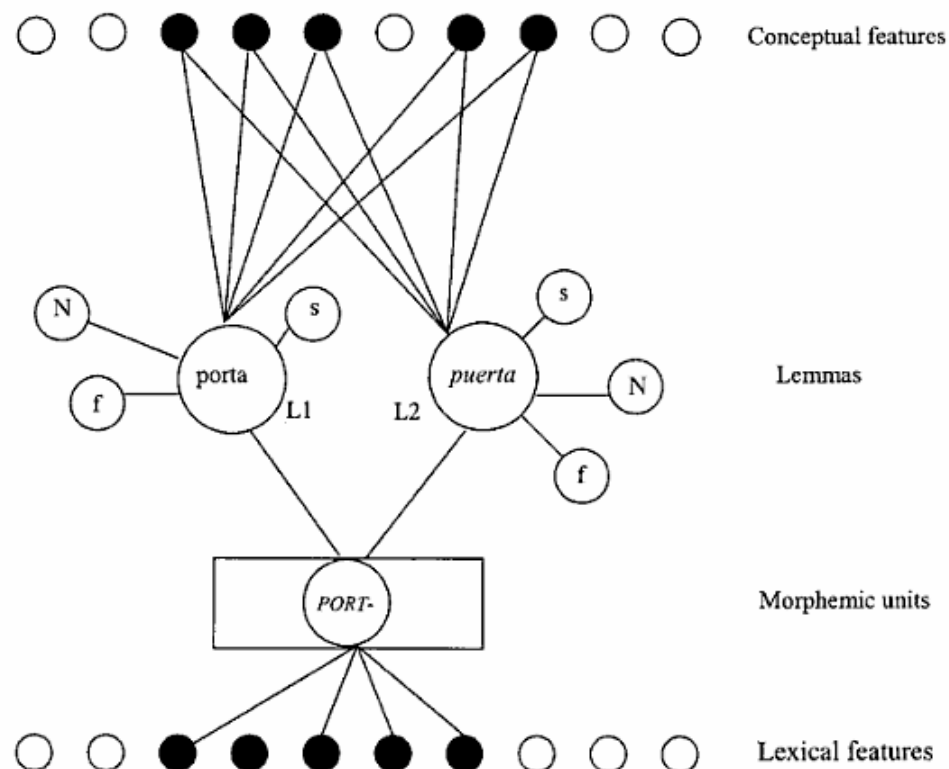 Conceptual features
N
s
s
porta
puerta
N
Lemmas
f
L1
L2
f
PORT-
Morphemic units
Lexical features